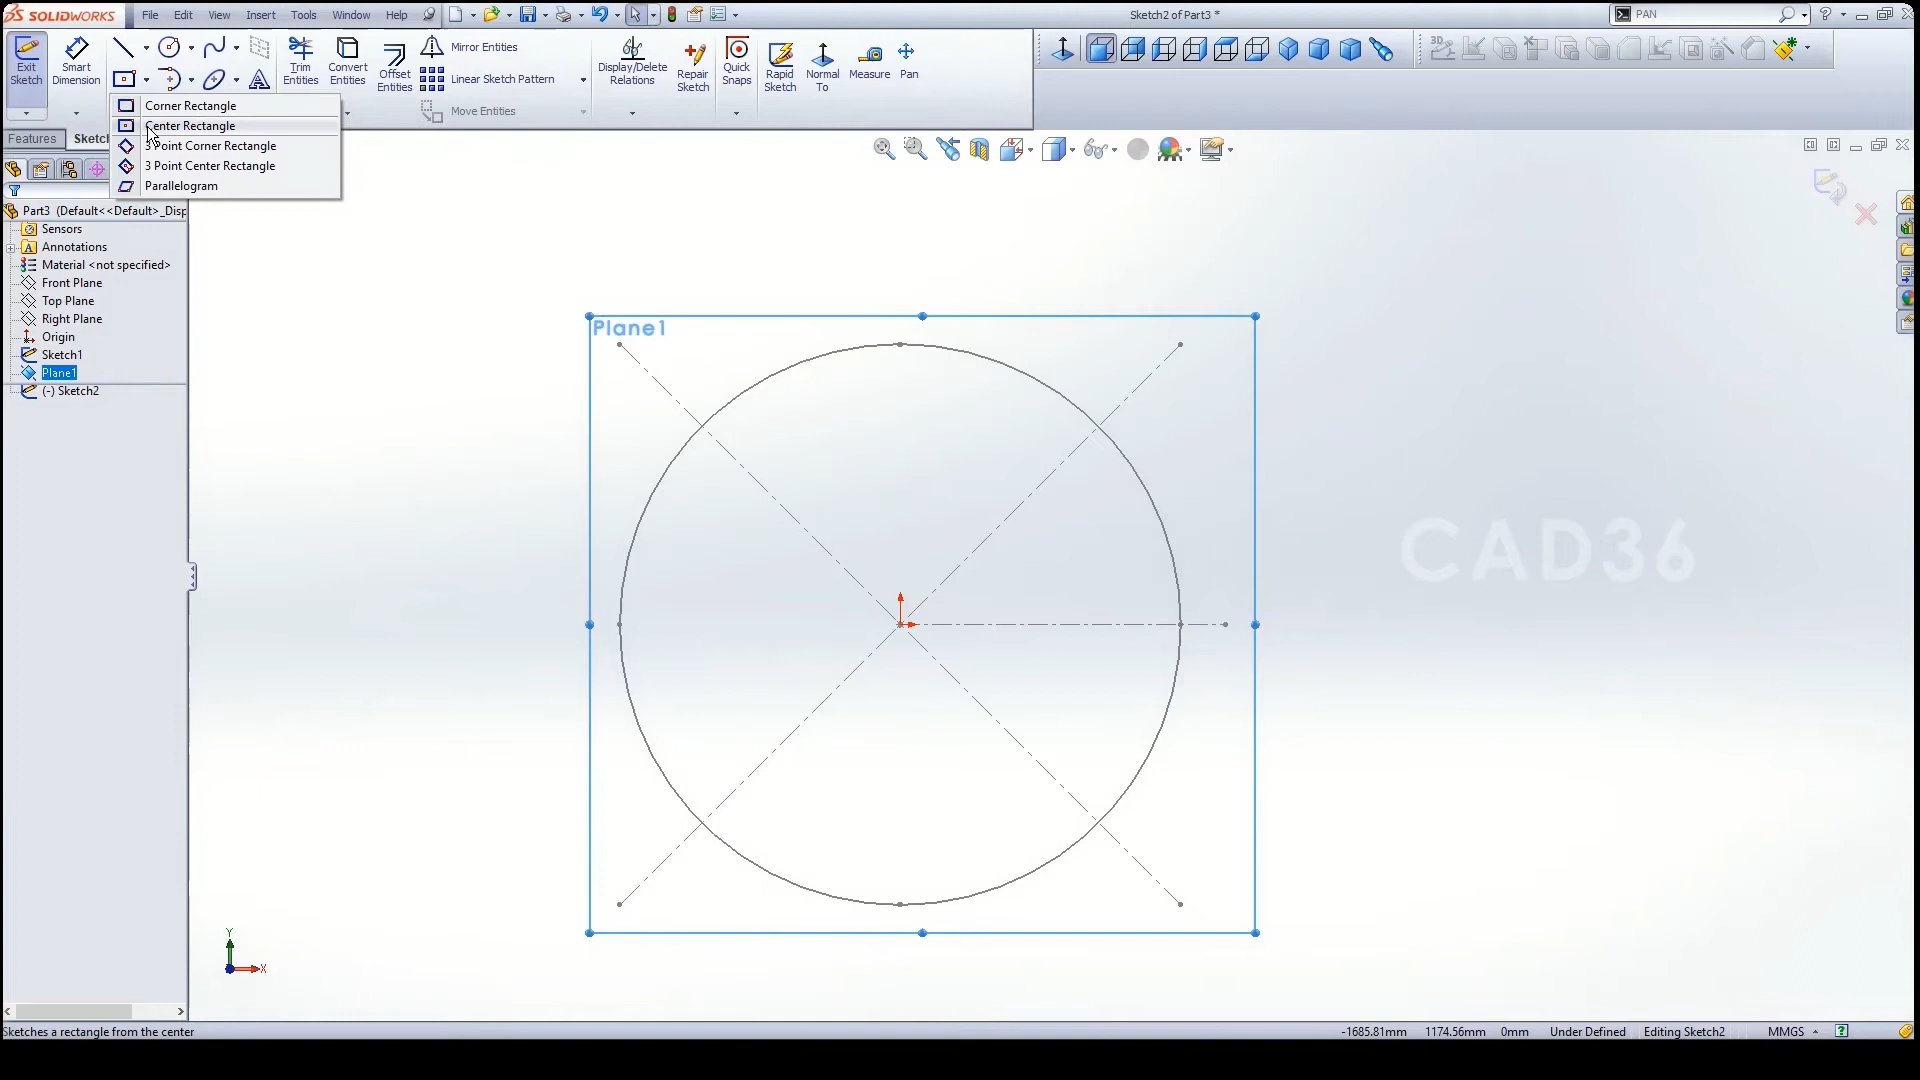 SOLIDWORKS File Edit View Insert Tools Window Help Sketch2 of Part3 * PAN ?
Exit Sketch
Smart Dimension
Trim Entities
Convert Entities
Offset Entities
Mirror Entities
Linear Sketch Pattern
Move Entities
Display/Delete Relations
Repair Sketch
Quick Snaps
Rapid Sketch
Normal To
Measure
Pan
3D
Corner Rectangle
Center Rectangle
3 Point Corner Rectangle
3 Point Center Rectangle
Parallelogram
Features Sketch
Part3 (Default<<Default>_Disp
Sensors
Annotations
Material <not specified>
Front Plane
Top Plane
Right Plane
Origin
Sketch1
Plane1
(-) Sketch2
Plane1
CAD36
Y
X
Sketches a rectangle from the center -1685.81mm 1174.56mm 0mm Under Defined Editing Sketch2 MMGS ?